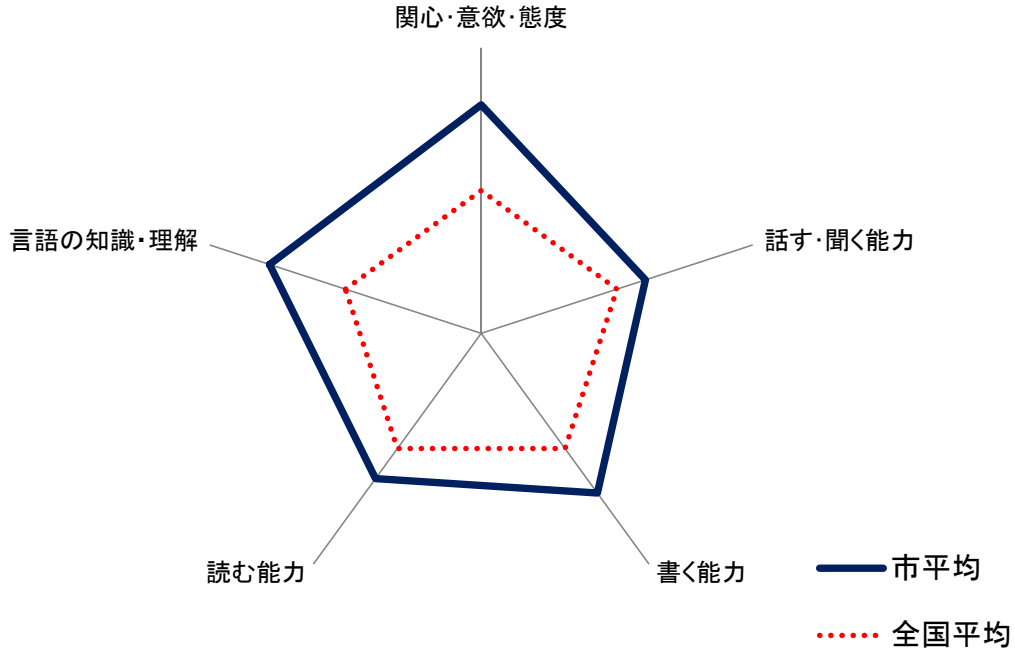 関心･意欲･態度
言語の知識・理解
話す･聞く能力
読む能力
書く能力
市平均
全国平均